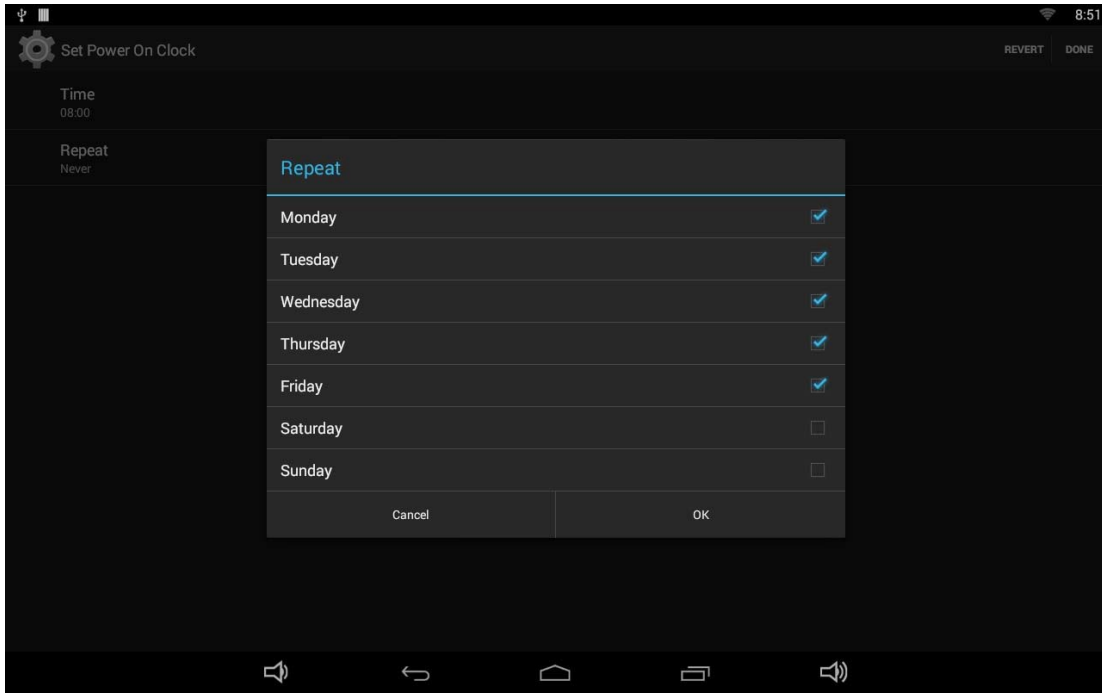 8:51
Set Power On Clock
REVERT DONE
Time
08:00
Repeat
Never
Repeat
Monday
Tuesday
Wednesday
Thursday
Friday
Saturday
Sunday
Cancel OK